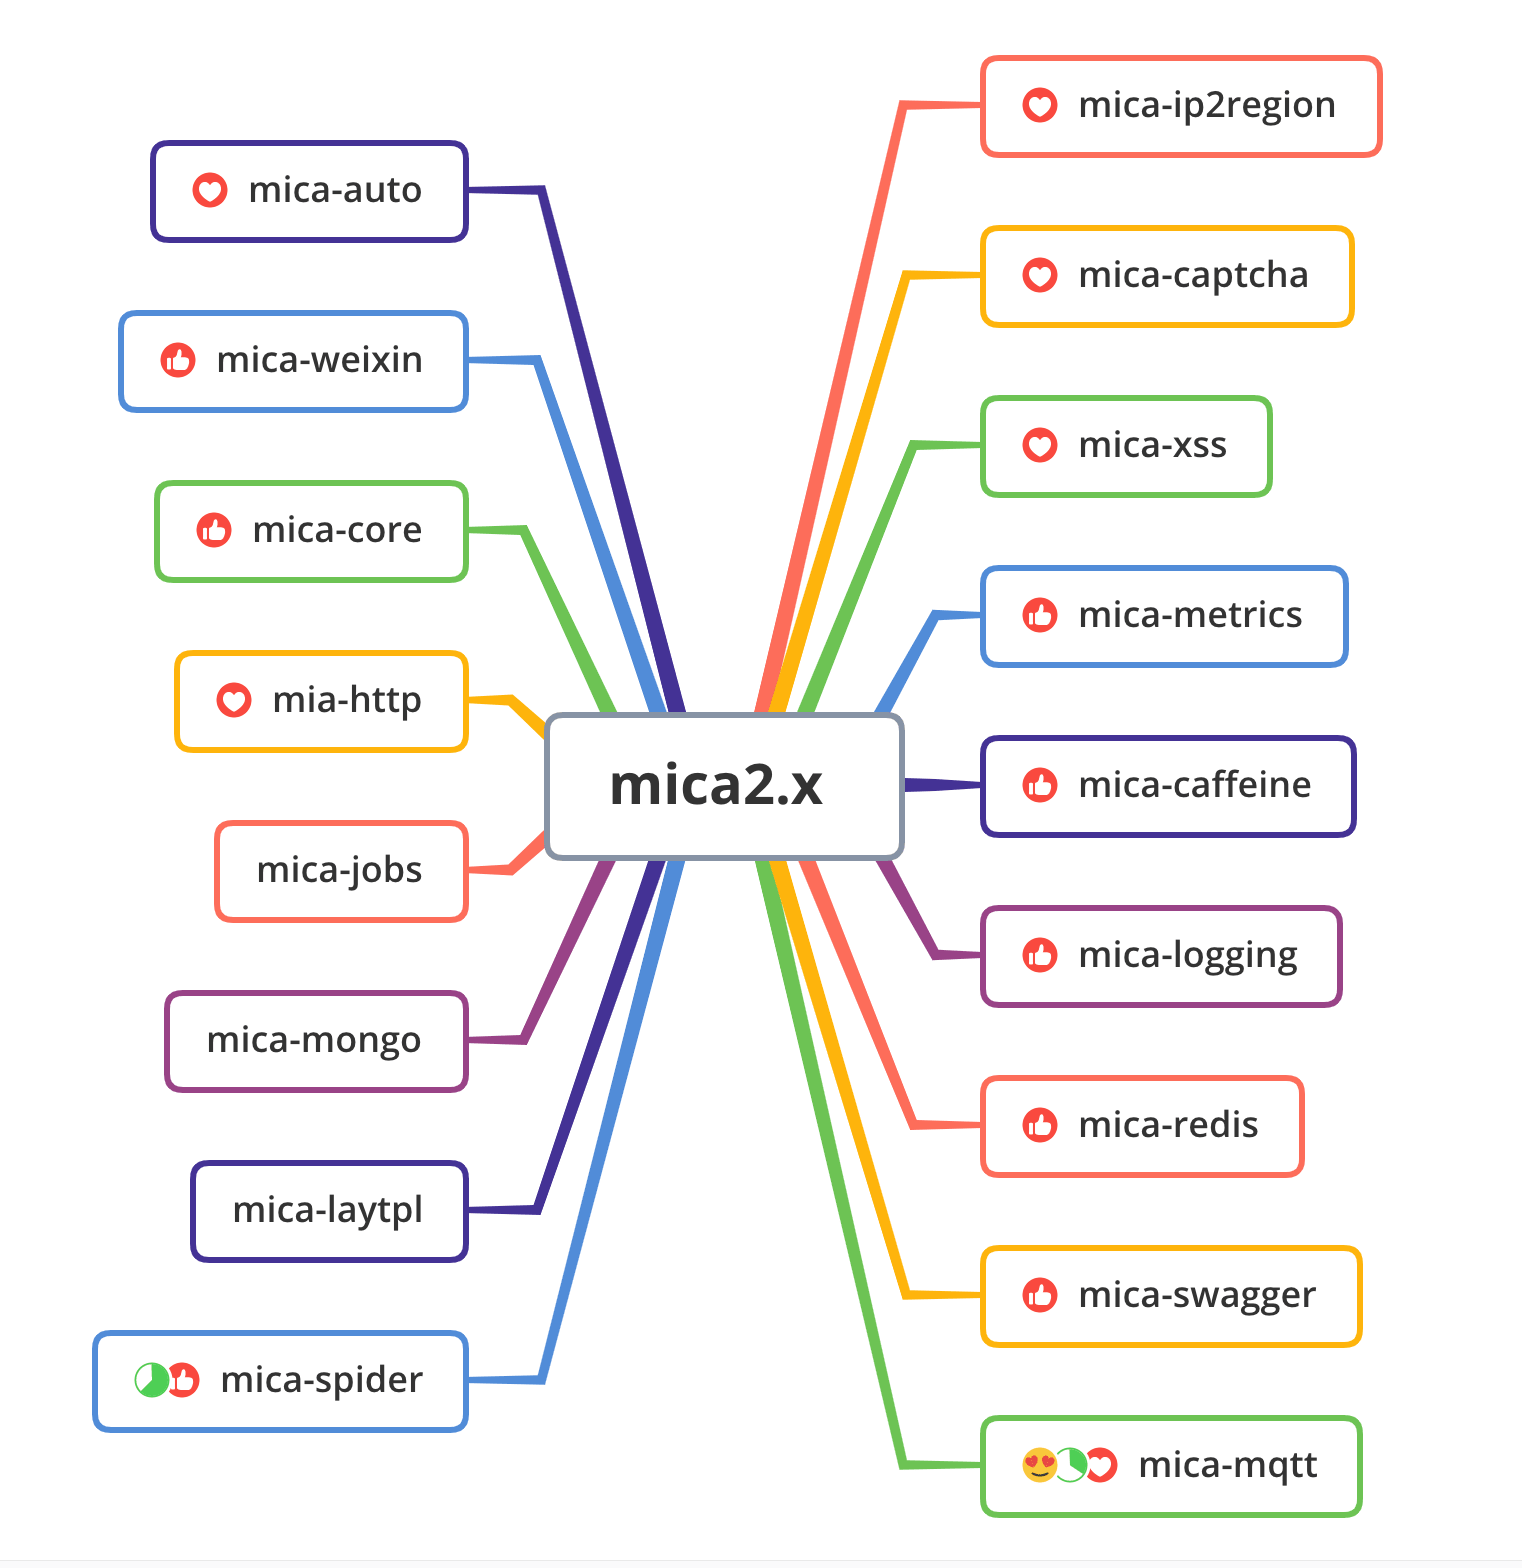 mica2.x
mica-ip2region
mica-captcha
mica-xss
mica-metrics
mica-caffeine
mica-logging
mica-redis
mica-swagger
mica-mqtt
mica-auto
mica-weixin
mica-core
mia-http
mica-jobs
mica-mongo
mica-laytpl
mica-spider